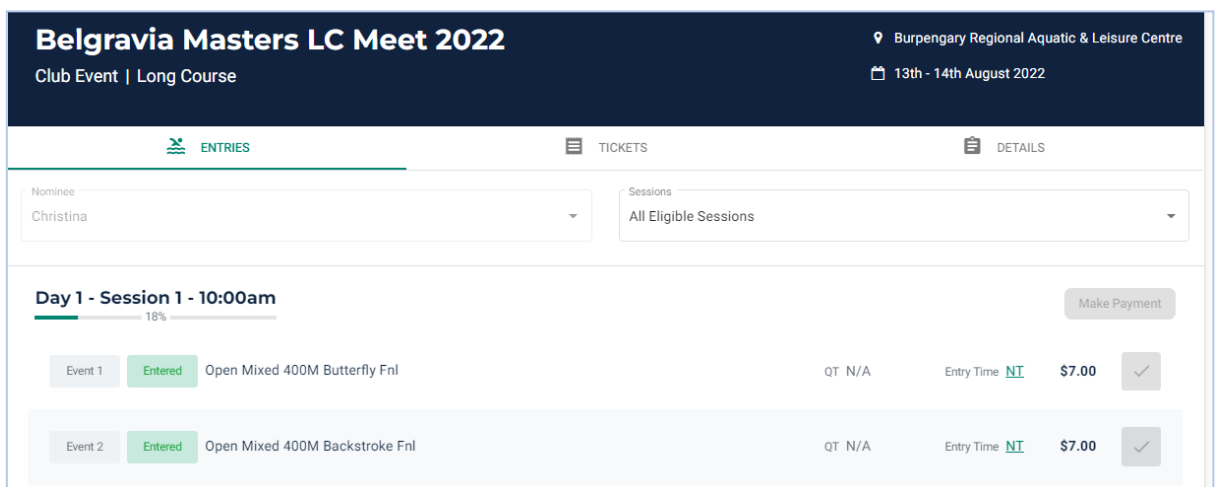 Belgravia Masters LC Meet 2022
Burpengary Regional Aquatic & Leisure Centre
Club Event | Long Course
13th - 14th August 2022
ENTRIES
TICKETS
DETAILS
Nominee
Christina
Sessions
All Eligible Sessions
Day 1 - Session 1 - 10:00am
18%
Make Payment
Event 1 Entered Open Mixed 400M Butterfly Fnl QT N/A Entry Time NT $7.00
Event 2 Entered Open Mixed 400M Backstroke Fnl QT N/A Entry Time NT $7.00